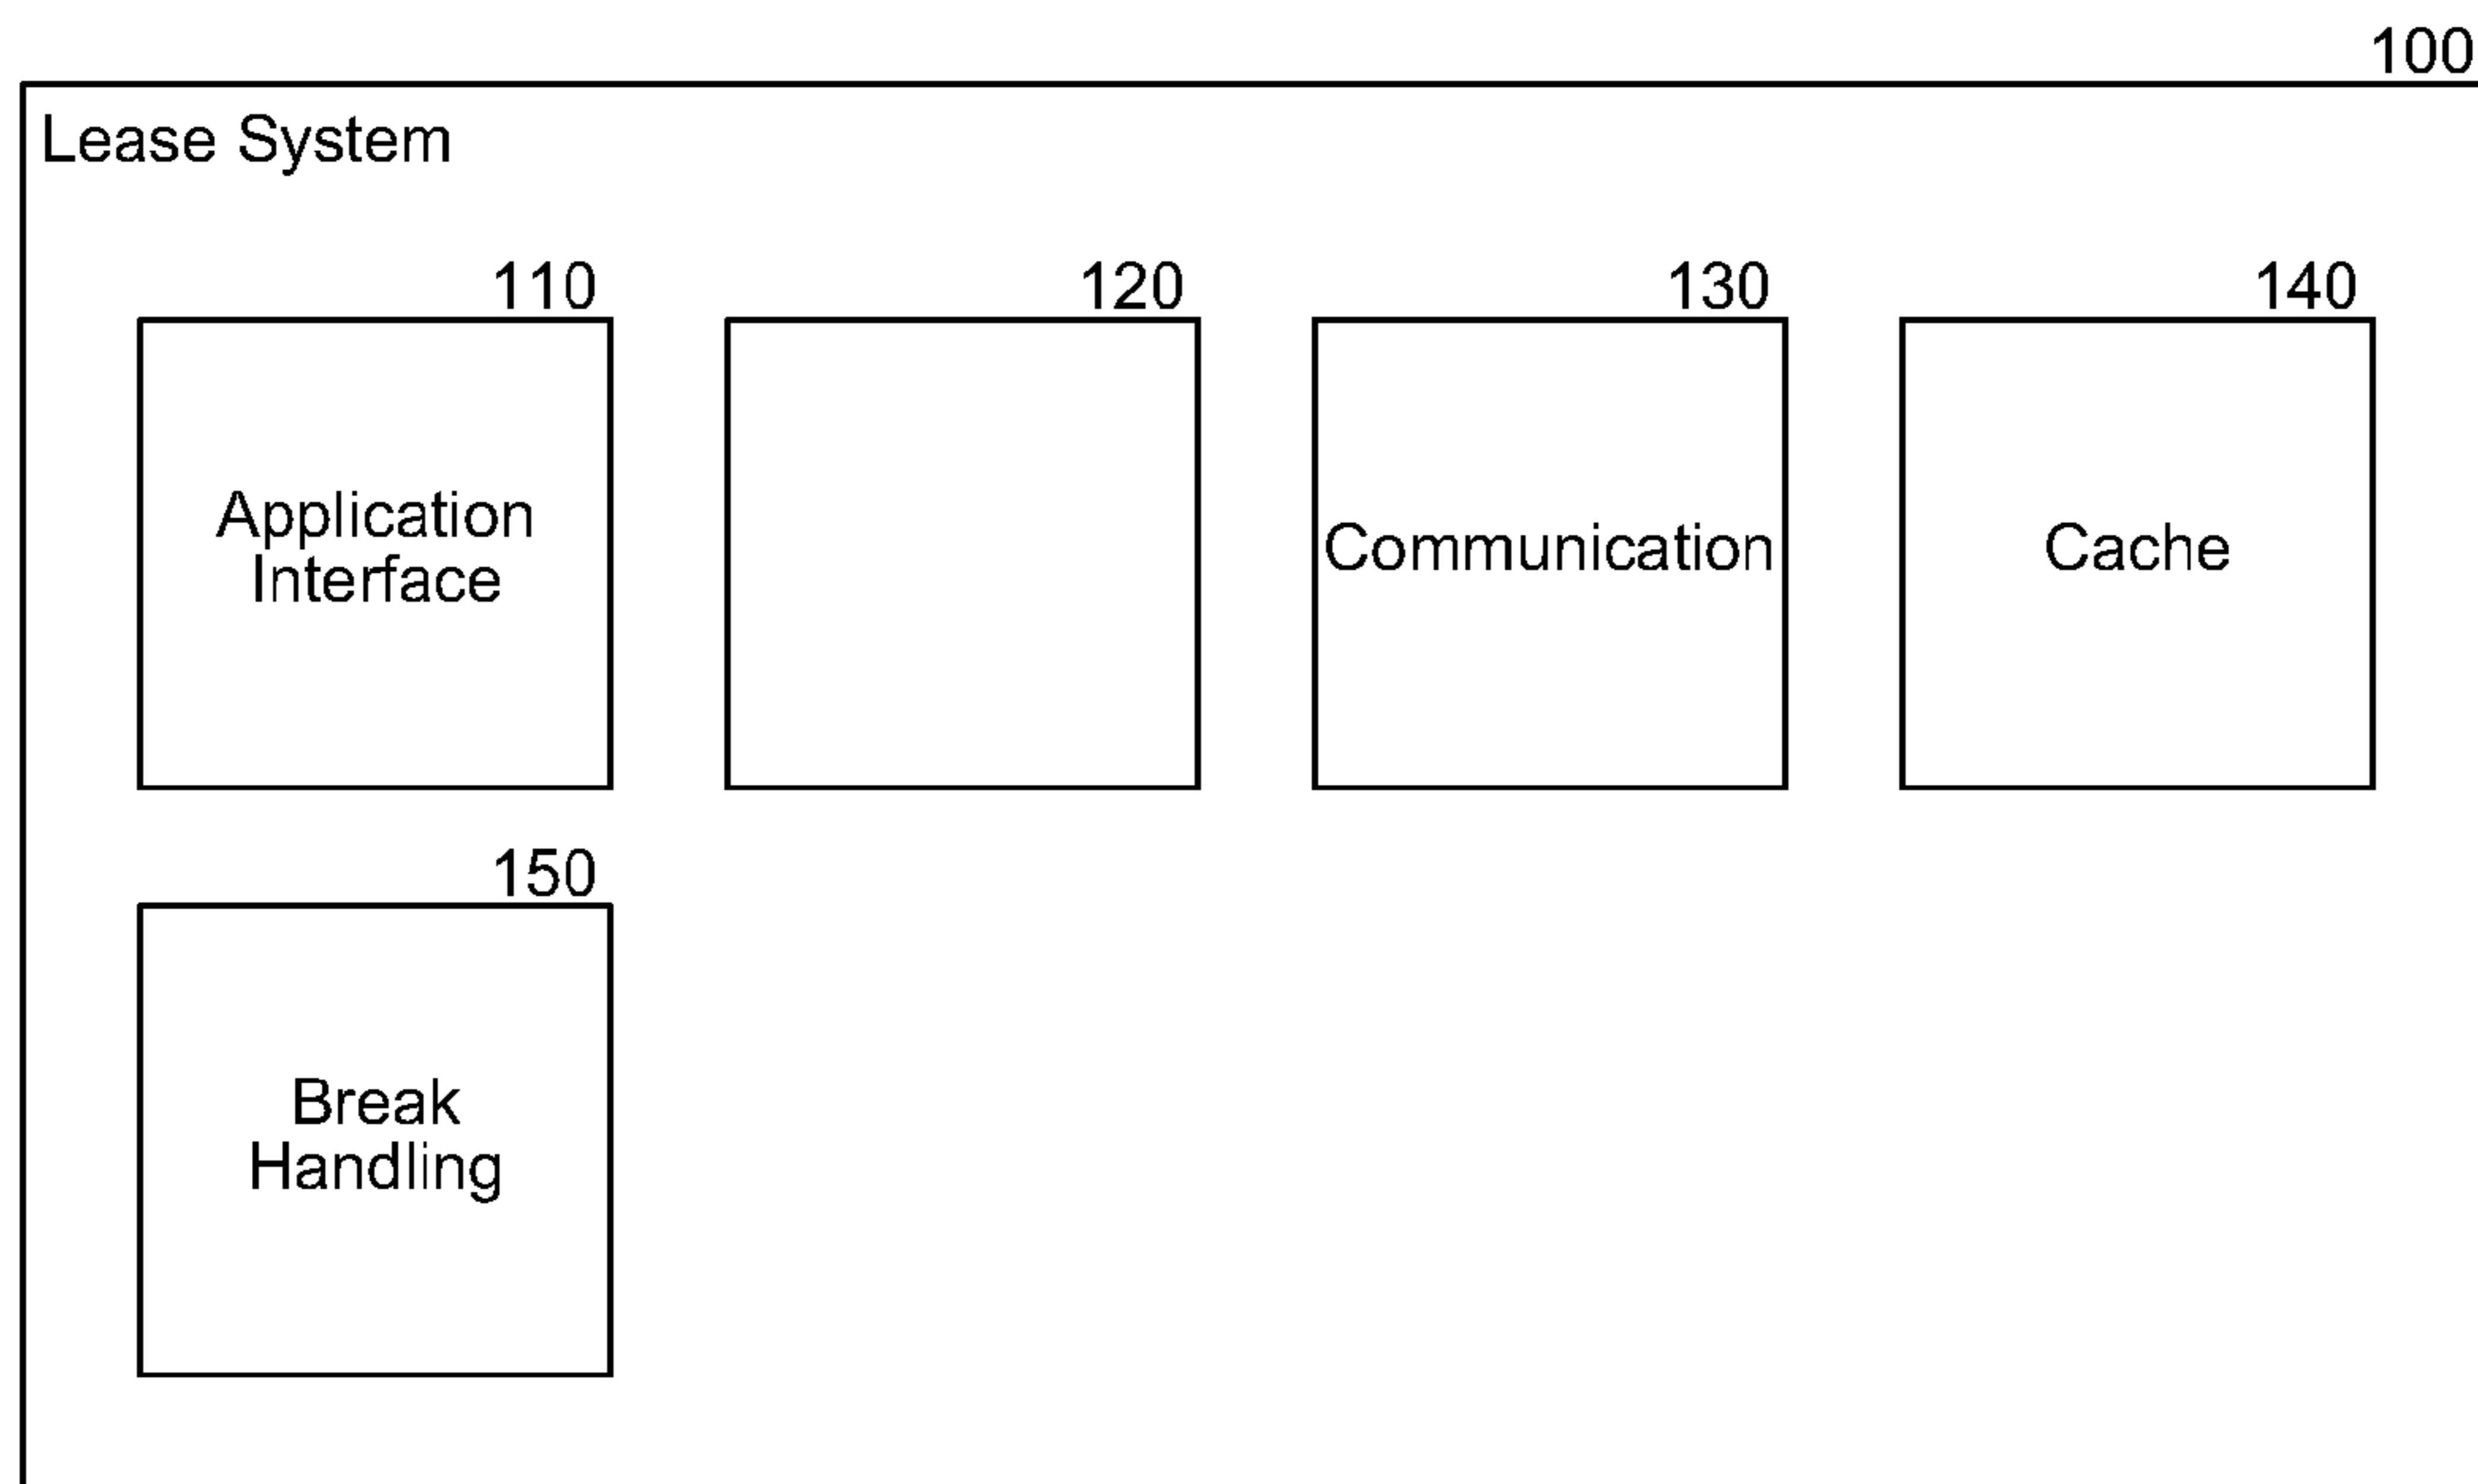 100
Lease System
110
120
130
140
Application
Interface
Communication
Cache
150
Break
Handling